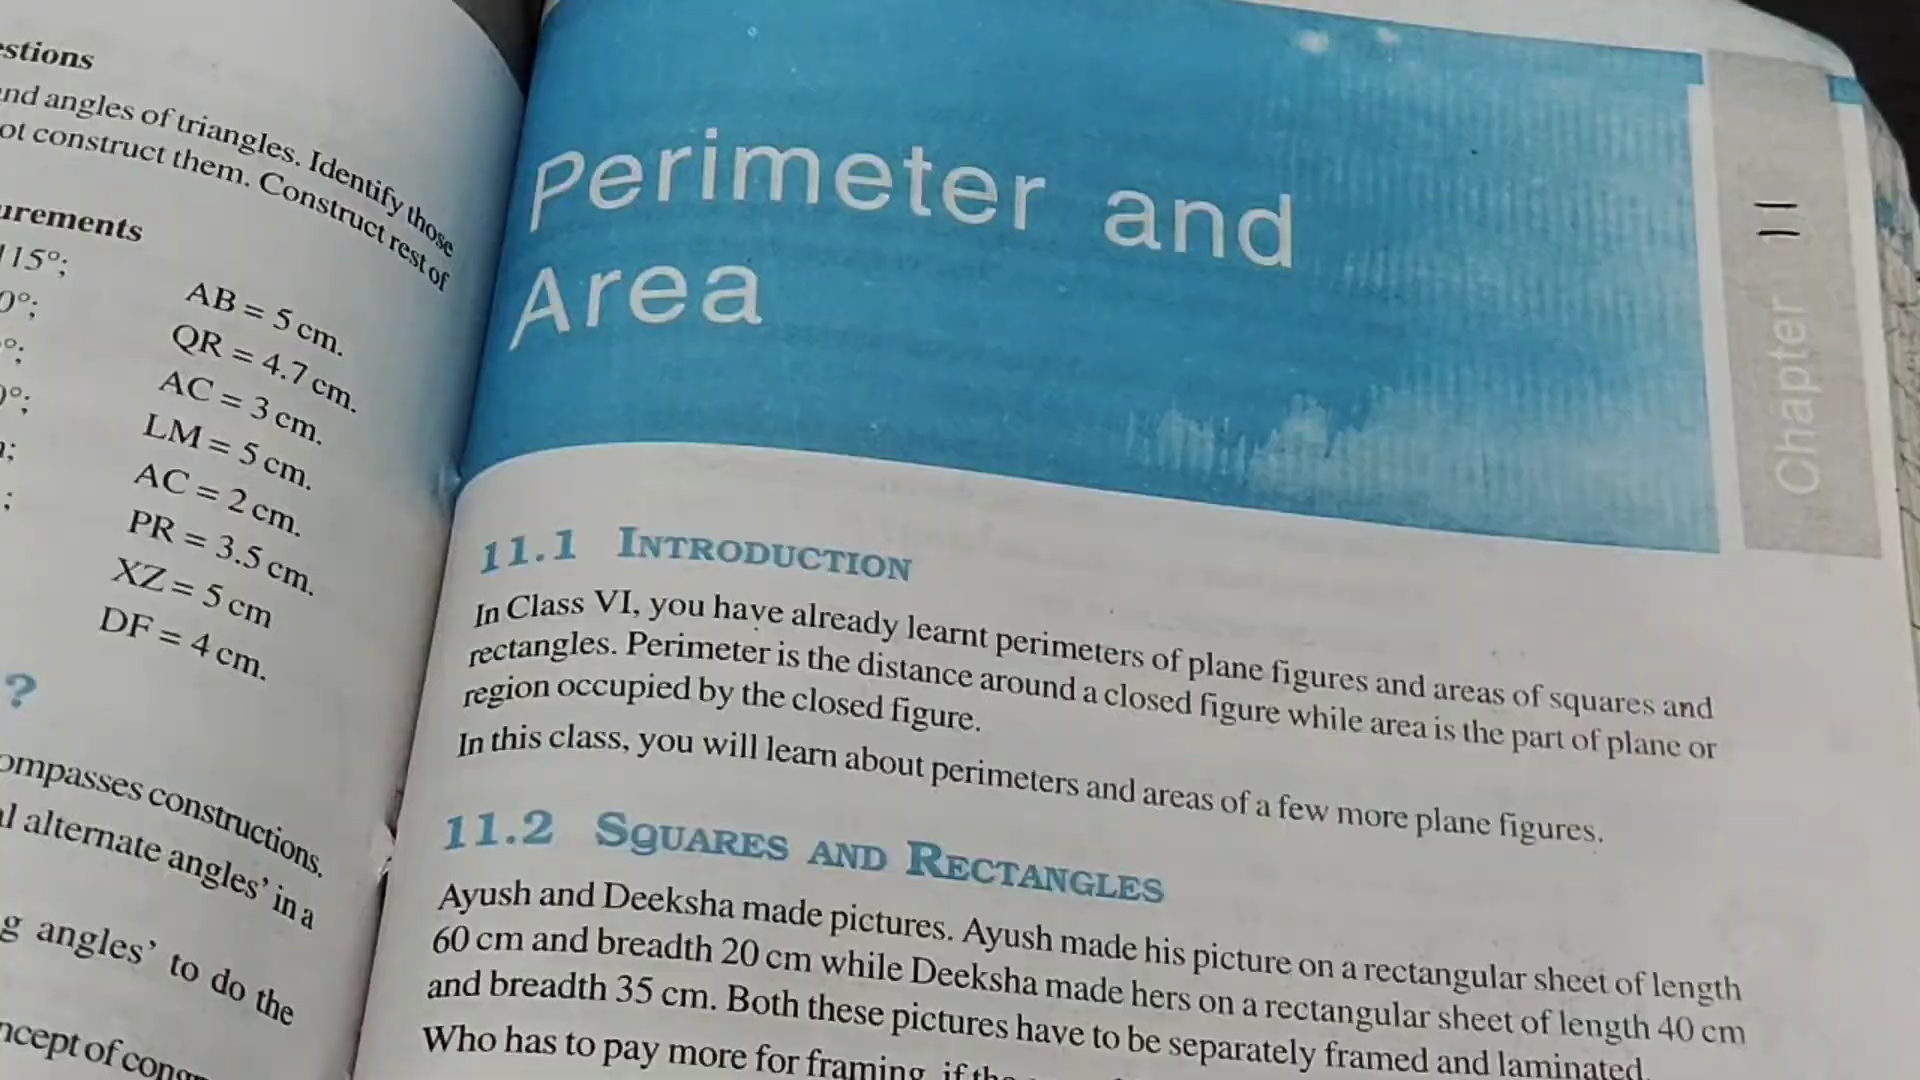 estions
nd angles of triangles. Identify those
ot construct them. Construct rest of
urements
115°;
0°;
°;
0°;
;
;
AB = 5 cm.
QR = 4.7 cm.
AC = 3 cm.
LM = 5 cm.
AC = 2 cm.
PR = 3.5 cm.
XZ = 5 cm
DF = 4 cm.
?
ompasses constructions.
al alternate angles’ in a
g angles’ to do the
ncept of cong
Perimeter and
Area
Chapter 11
11.1 INTRODUCTION
In Class VI, you have already learnt perimeters of plane figures and areas of squares and
rectangles. Perimeter is the distance around a closed figure while area is the part of plane or
region occupied by the closed figure.
In this class, you will learn about perimeters and areas of a few more plane figures.
11.2 SQUARES AND RECTANGLES
Ayush and Deeksha made pictures. Ayush made his picture on a rectangular sheet of length
60 cm and breadth 20 cm while Deeksha made hers on a rectangular sheet of length 40 cm
and breadth 35 cm. Both these pictures have to be separately framed and laminated.
Who has to pay more for framing, if the